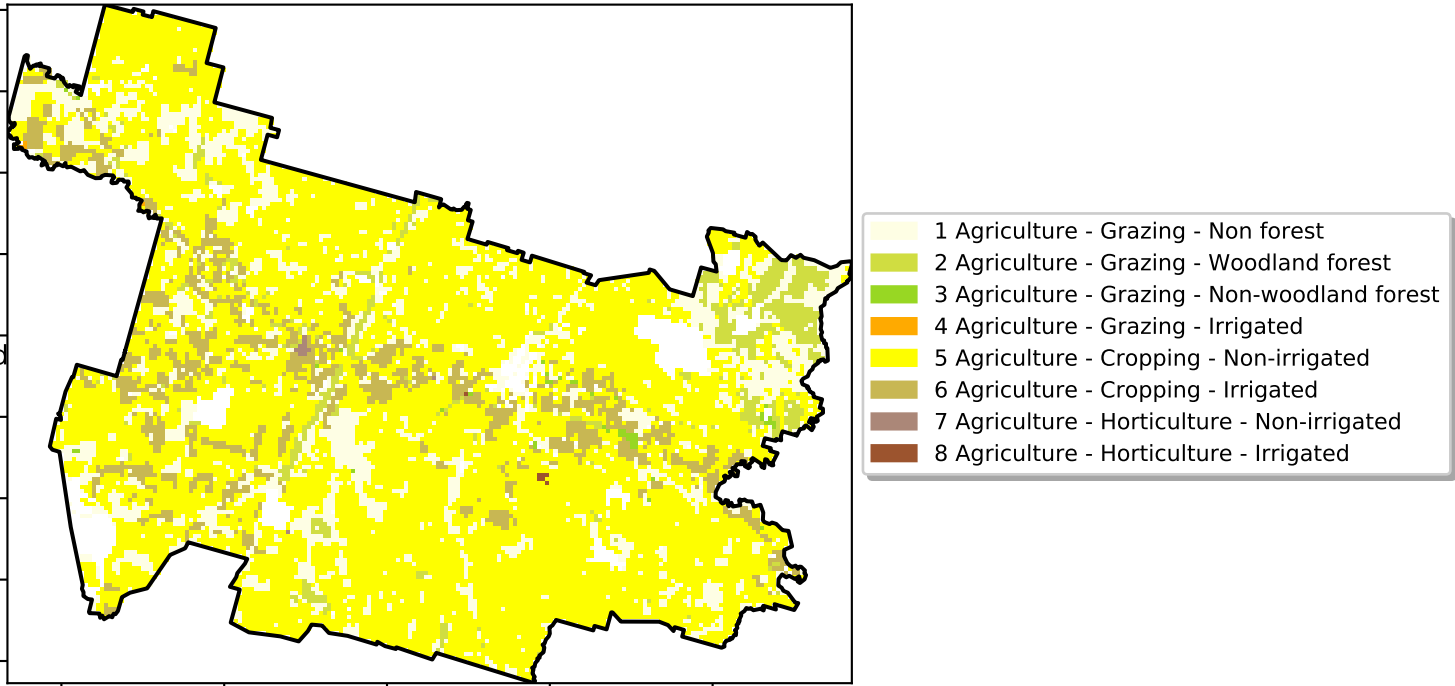 1 Agriculture - Grazing - Non forest
2 Agriculture - Grazing - Woodland forest
3 Agriculture - Grazing - Non-woodland forest
4 Agriculture - Grazing - Irrigated
5 Agriculture - Cropping - Non-irrigated
6 Agriculture - Cropping - Irrigated
7 Agriculture - Horticulture - Non-irrigated
8 Agriculture - Horticulture - Irrigated